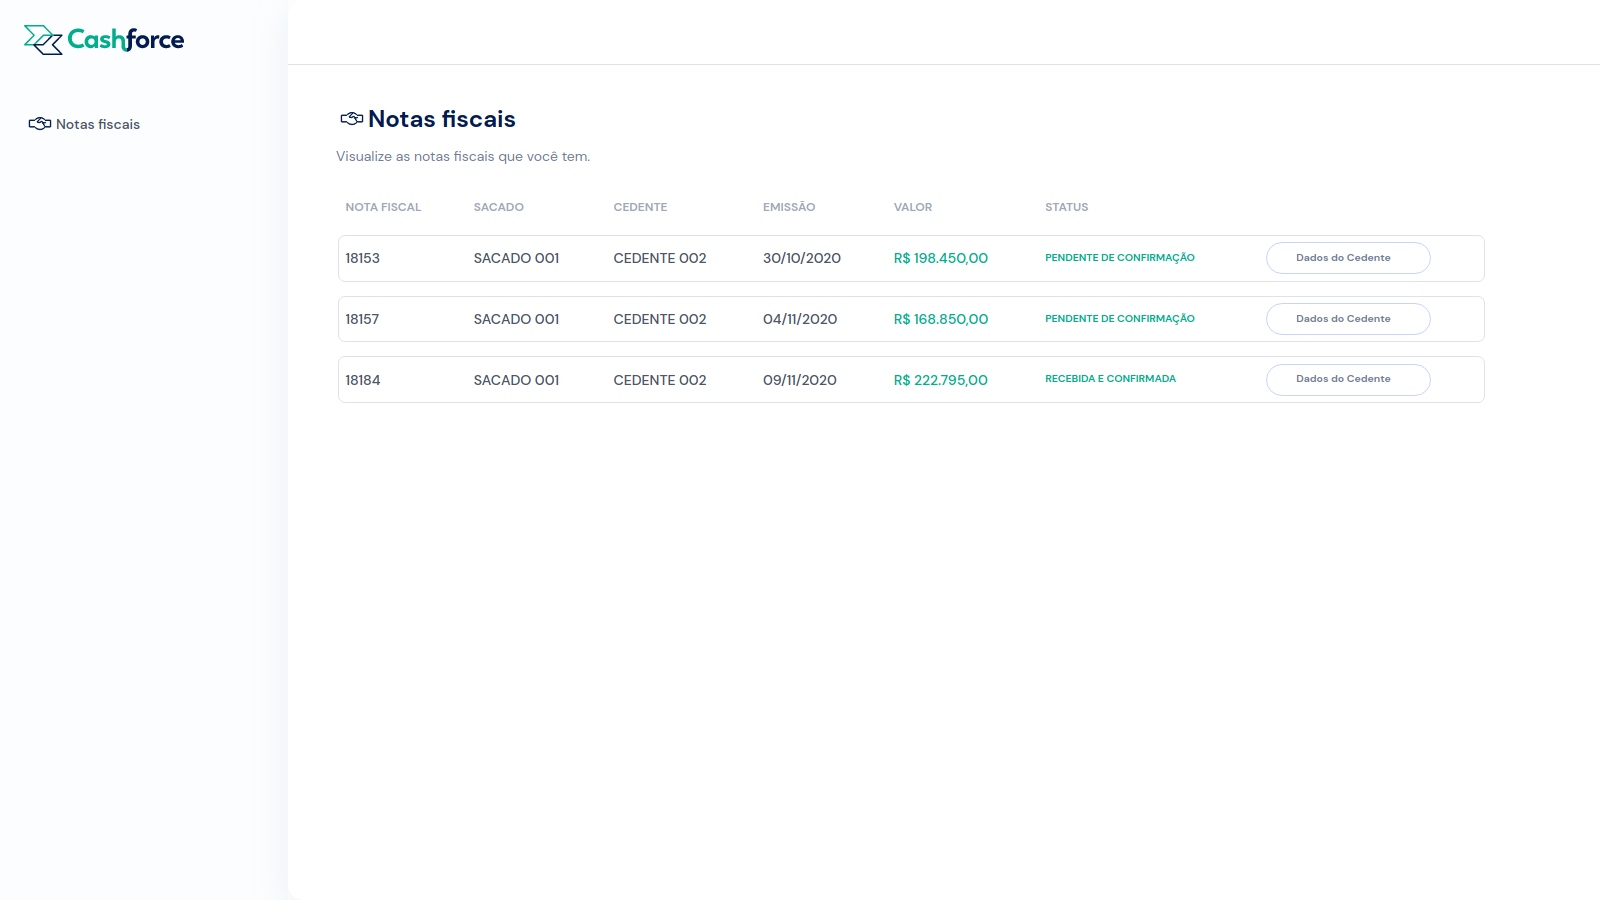 Cashforce
Notas fiscais
Notas fiscais
Visualize as notas fiscais que você tem.
NOTA FISCAL SACADO CEDENTE EMISSÃO VALOR STATUS
18153 SACADO 001 CEDENTE 002 30/10/2020 R$ 198.450,00 PENDENTE DE CONFIRMAÇÃO Dados do Cedente
18157 SACADO 001 CEDENTE 002 04/11/2020 R$ 168.850,00 PENDENTE DE CONFIRMAÇÃO Dados do Cedente
18184 SACADO 001 CEDENTE 002 09/11/2020 R$ 222.795,00 RECEBIDA E CONFIRMADA Dados do Cedente